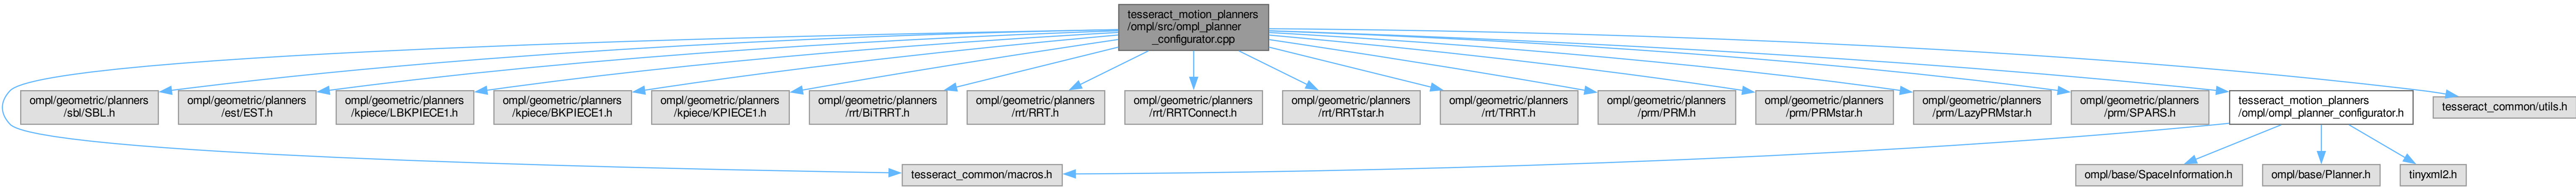 tesseract_motion_planners
/ompl/src/ompl_planner
_configurator.cpp
ompl/geometric/planners
/sbl/SBL.h
ompl/geometric/planners
/est/EST.h
ompl/geometric/planners
/kpiece/LBKPIECE1.h
ompl/geometric/planners
/kpiece/BKPIECE1.h
ompl/geometric/planners
/kpiece/KPIECE1.h
ompl/geometric/planners
/rrt/BiTRRT.h
ompl/geometric/planners
/rrt/RRT.h
ompl/geometric/planners
/rrt/RRTConnect.h
ompl/geometric/planners
/rrt/RRTstar.h
ompl/geometric/planners
/rrt/TRRT.h
ompl/geometric/planners
/prm/PRM.h
ompl/geometric/planners
/prm/PRMstar.h
ompl/geometric/planners
/prm/LazyPRMstar.h
ompl/geometric/planners
/prm/SPARS.h
tesseract_motion_planners
/ompl/ompl_planner_configurator.h
tesseract_common/utils.h
tesseract_common/macros.h
ompl/base/SpaceInformation.h
ompl/base/Planner.h
tinyxml2.h